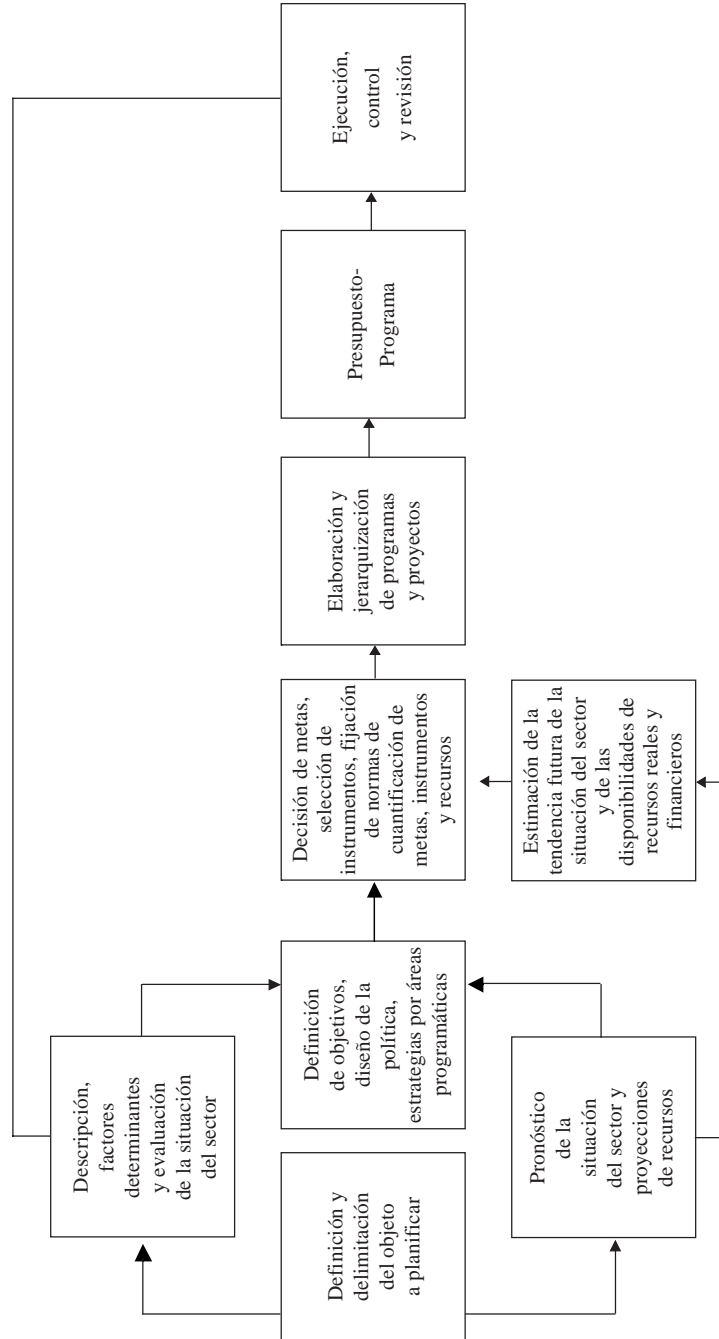 Definición y
delimitación
del objeto
a planificar
Descripción,
factores
determinantes
y evaluación
de la situación
del sector
Pronóstico
de la
situación
del sector y
proyecciones
de recursos
Definición
de objetivos,
diseño de la
política,
estrategias por áreas
programáticas
Decisión de metas,
selección de
instrumentos, fijación
de normas de
cuantificación de
metas, instrumentos
y recursos
Estimación de la
tendencia futura de la
situación del sector
y de las
disponibilidades de
recursos reales y
financieros
Elaboración y
jerarquización
de programas
y proyectos
Presupuesto-
Programa
Ejecución,
control
y revisión